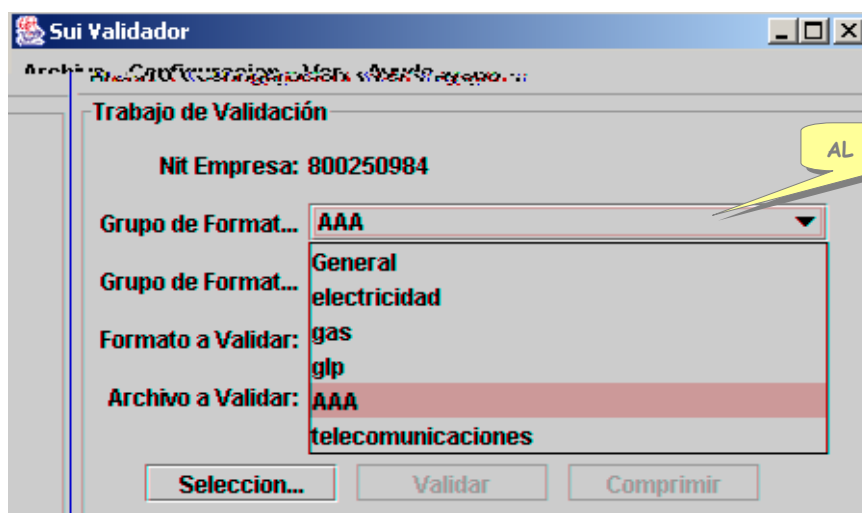 Sui Validador
Trabajo de Validación
Nit Empresa: 800250984
AL
Grupo de Format... AAA
General
Grupo de Format...
electricidad
Formato a Validar: gas
glp
Archivo a Validar: AAA
telecomunicaciones
Seleccion... Validar Comprimir